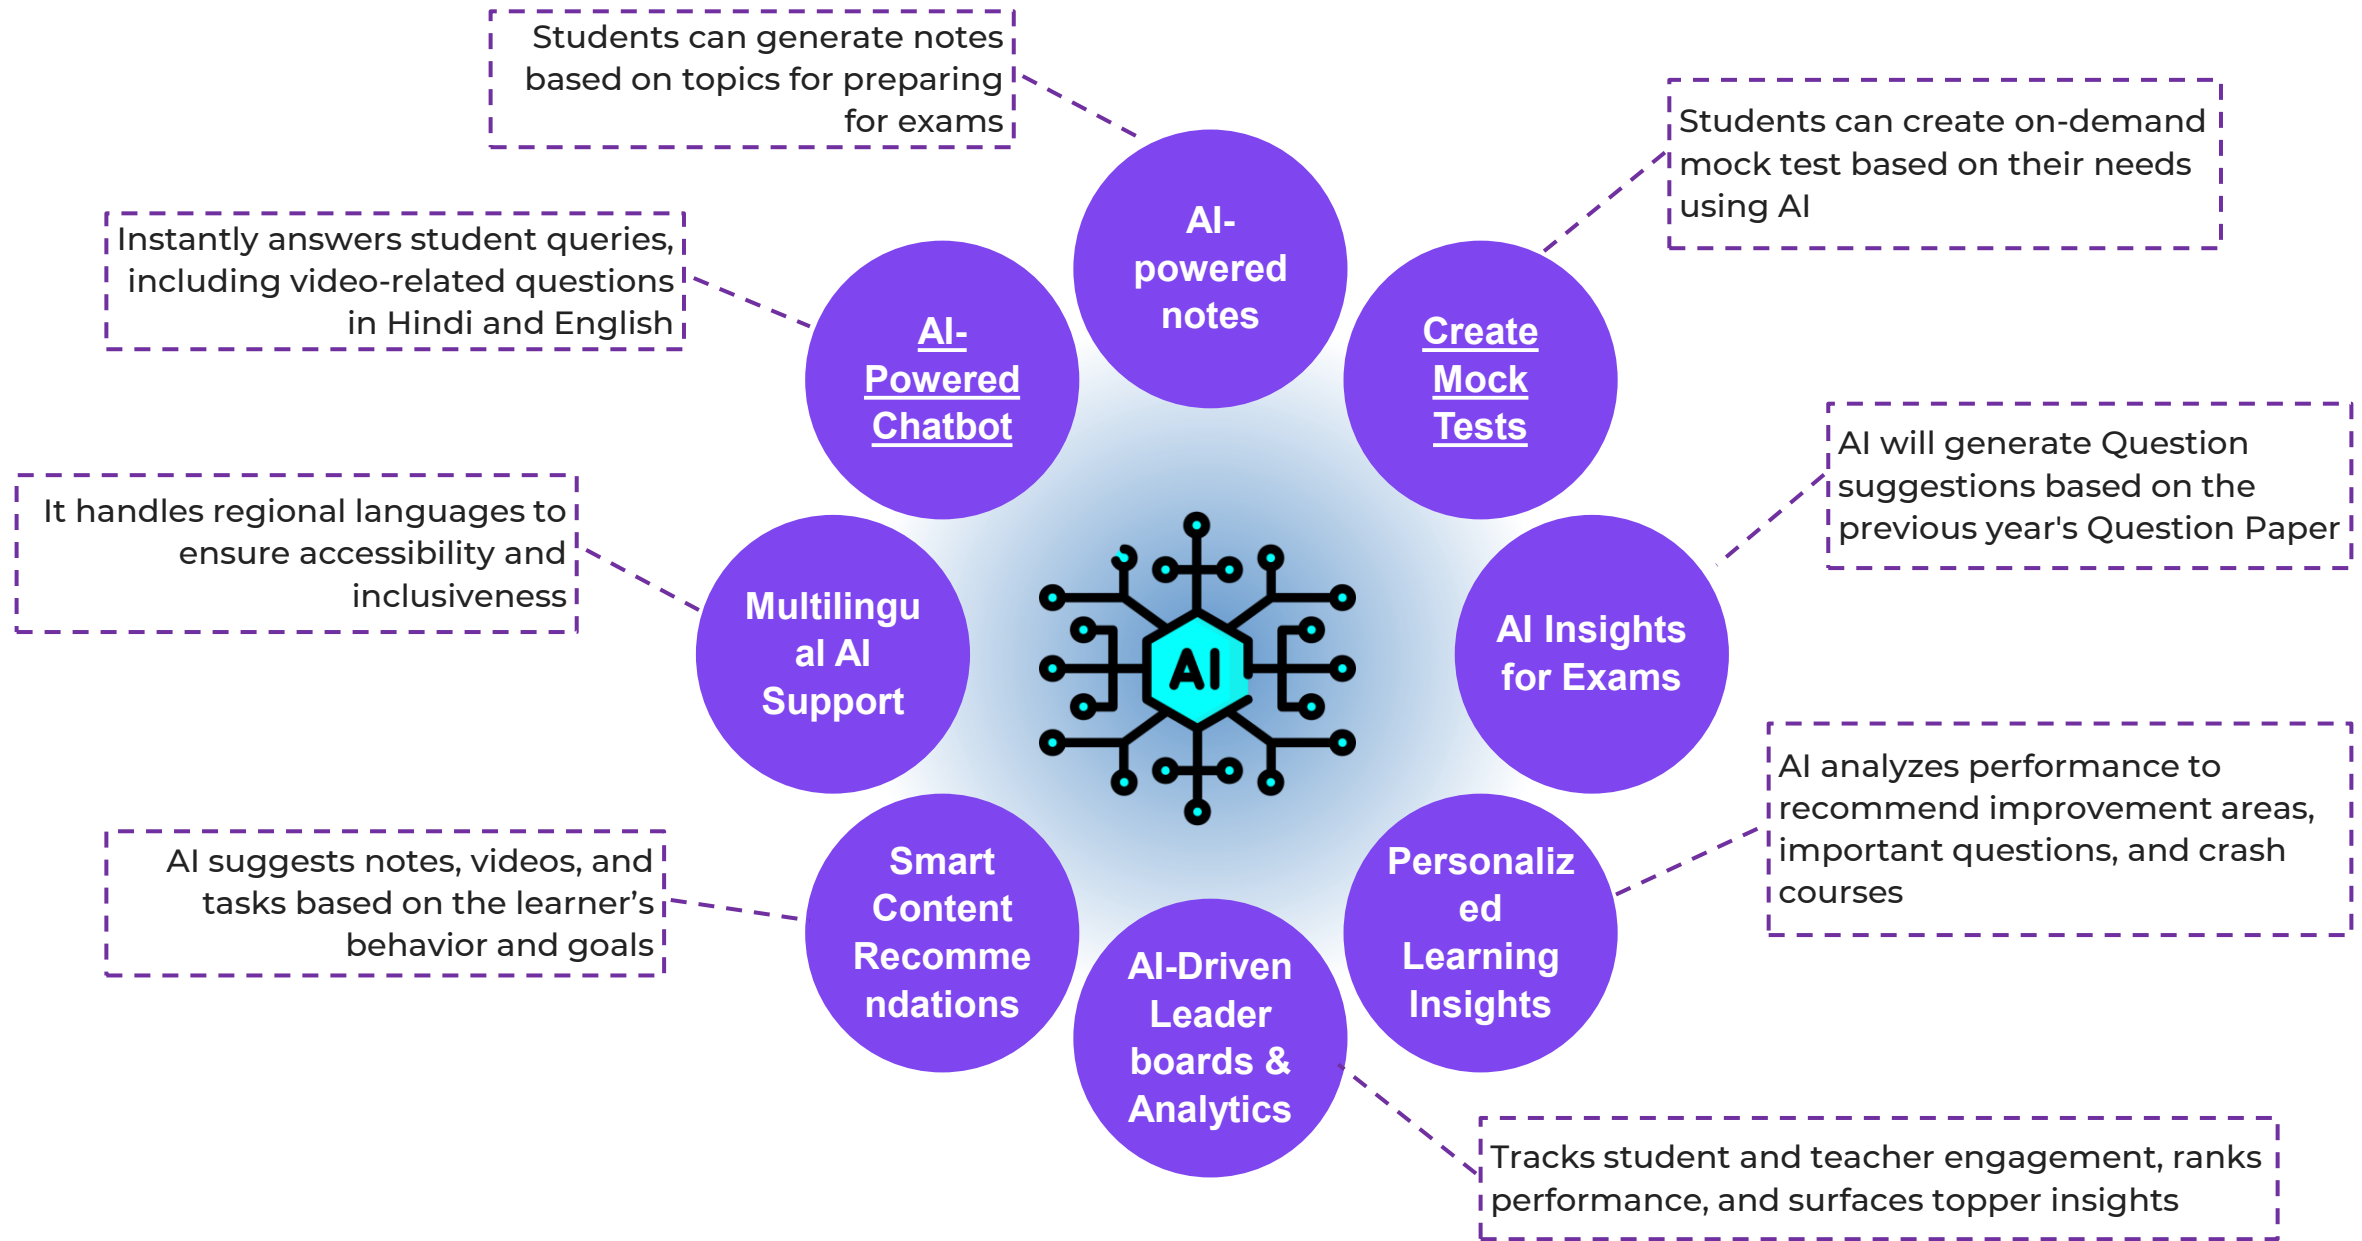 Students can generate notes
based on topics for preparing
for exams
AI-
powered
notes
Students can create on-demand
mock test based on their needs
using AI
Create
Mock
Tests
AI will generate Question
suggestions based on the
previous year's Question Paper
AI Insights
for Exams
AI analyzes performance to
recommend improvement areas,
important questions, and crash
courses
Personaliz
ed
Learning
Insights
Tracks student and teacher engagement, ranks
performance, and surfaces topper insights
AI-Driven
Leader
boards &
Analytics
AI suggests notes, videos, and
tasks based on the learner’s
behavior and goals
Smart
Content
Recomme
ndations
It handles regional languages to
ensure accessibility and
inclusiveness
Multilingu
al AI
Support
Instantly answers student queries,
including video-related questions
in Hindi and English
AI-
Powered
Chatbot
AI